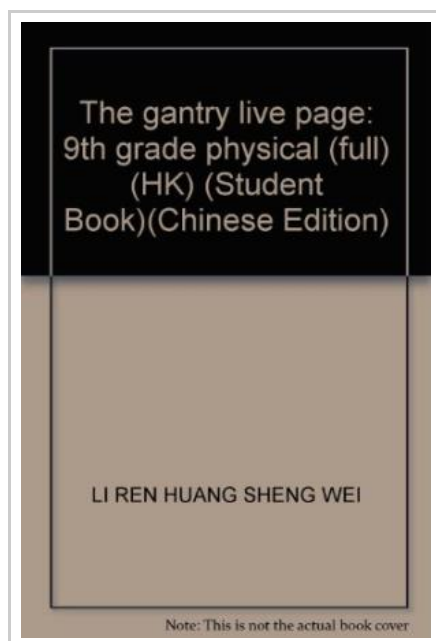 The gantry live page:
9th grade physical (full)
(HK) (Student
Book)(Chinese Edition)
LI REN HUANG SHENG WEI
Note: This is not the actual book cover